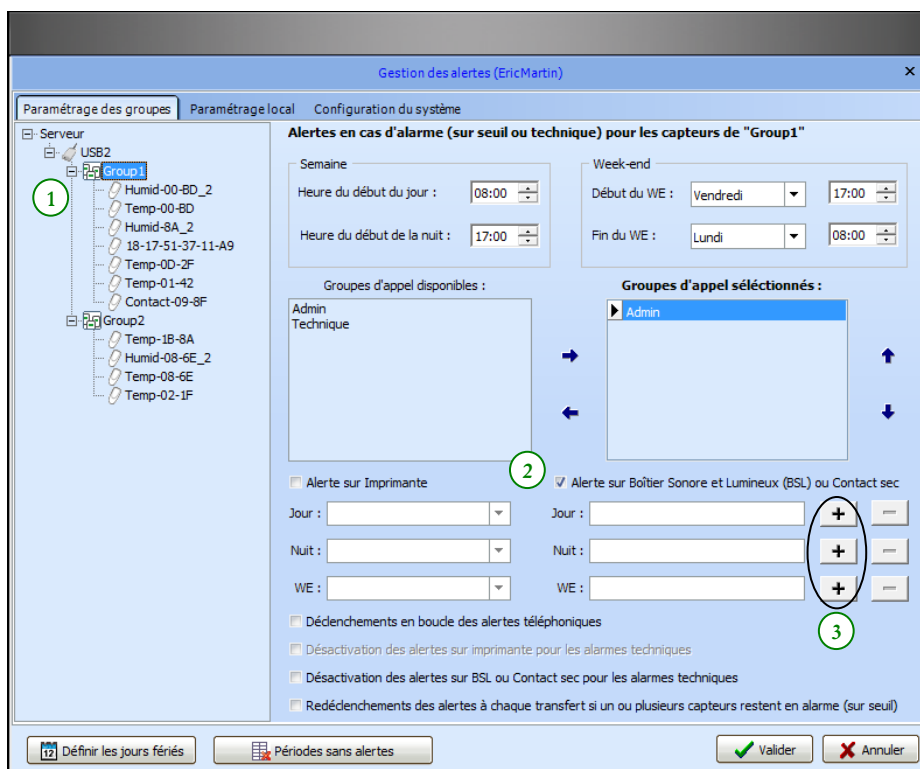 Gestion des alertes (EricMartin)
Paramétrage des groupes Paramétrage local Configuration du système
Serveur
USB2
Group1
Humid-00-BD_2
Temp-00-BD
Humid-8A_2
18-17-51-37-11-A9
Temp-0D-2F
Temp-01-42
Contact-09-8F
Group2
Temp-1B-8A
Humid-08-6E_2
Temp-08-6E
Temp-02-1F
1
Alertes en cas d'alarme (sur seuil ou technique) pour les capteurs de "Group1"
Semaine
Heure du début du jour : 08:00
Heure du début de la nuit : 17:00
Week-end
Début du WE : Vendredi 17:00
Fin du WE : Lundi 08:00
Groupes d'appel disponibles :
Admin
Technique
Groupes d'appel séléctionnés :
Admin
2
Alerte sur Imprimante
Jour :
Nuit :
WE :
Alerte sur Boîtier Sonore et Lumineux (BSL) ou Contact sec
Jour : + −
Nuit : + −
WE : + −
3
Déclenchements en boucle des alertes téléphoniques
Désactivation des alertes sur imprimante pour les alarmes techniques
Désactivation des alertes sur BSL ou Contact sec pour les alarmes techniques
Redéclenchements des alertes à chaque transfert si un ou plusieurs capteurs restent en alarme (sur seuil)
12 Définir les jours fériés Périodes sans alertes Valider Annuler